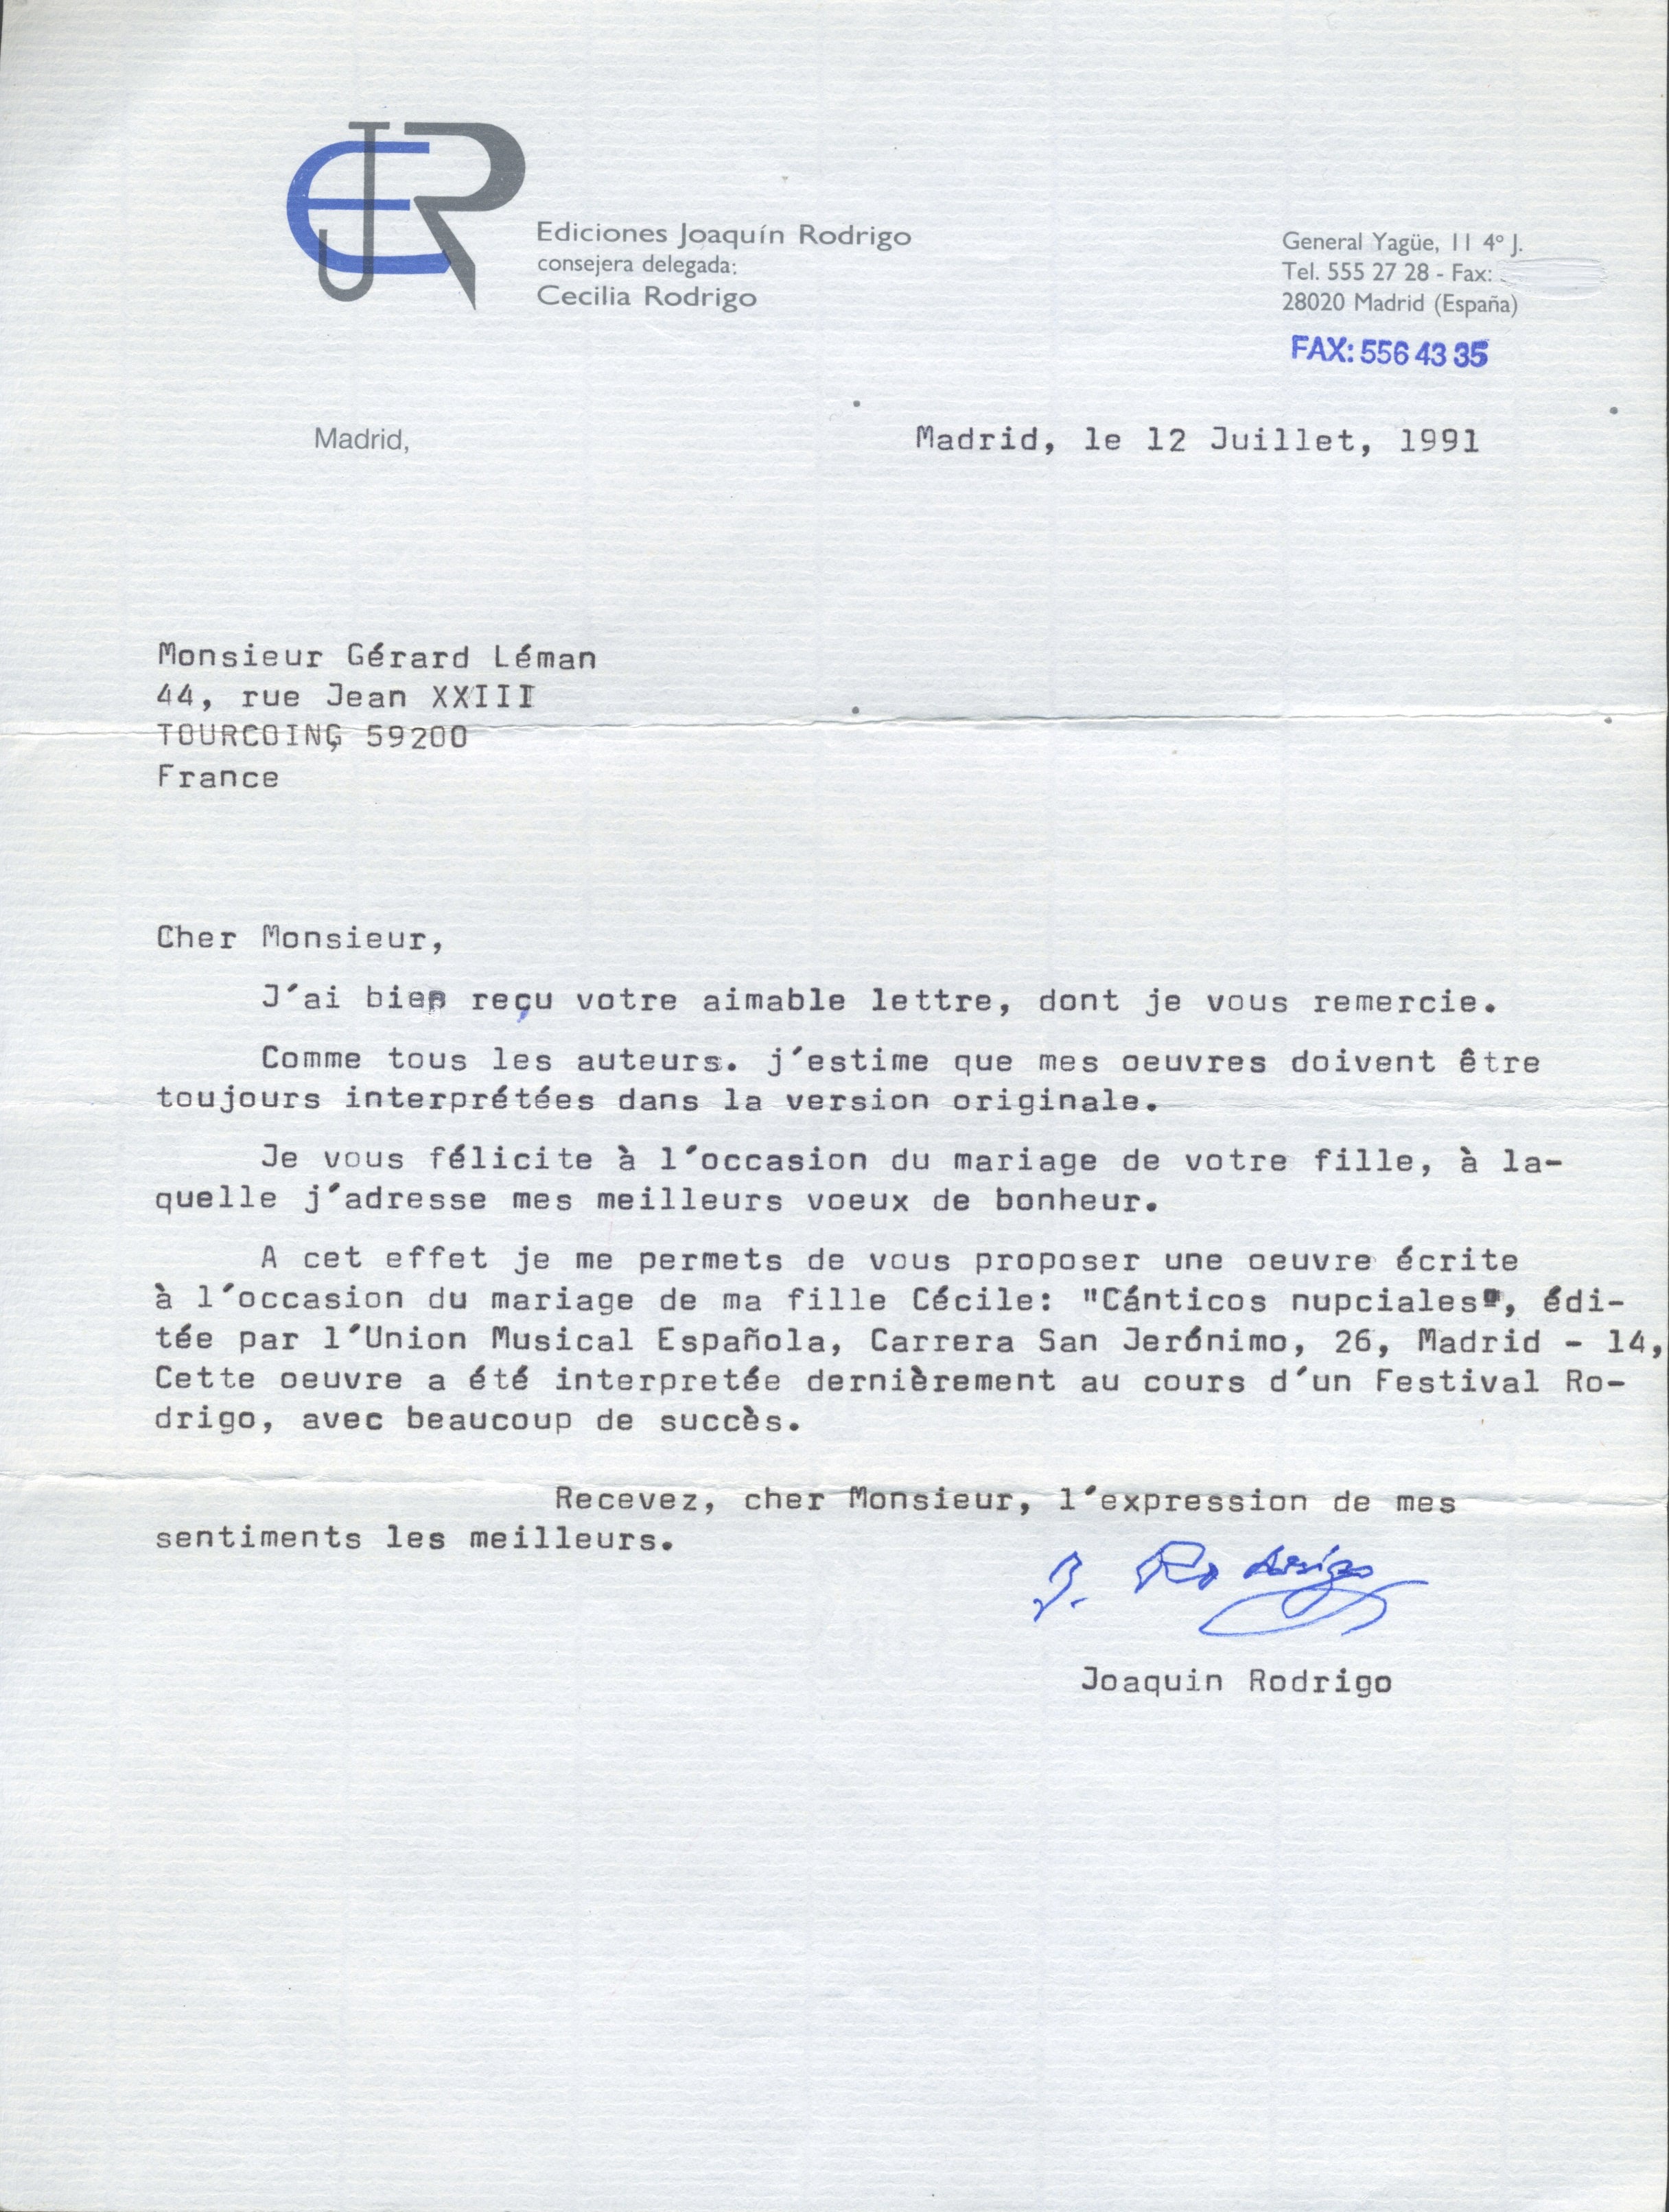 EJR
Ediciones Joaquín Rodrigo
consejera delegada:
Cecilia Rodrigo
General Yagüe, 11 4º J.
Tel. 555 27 28 - Fax:
28020 Madrid (España)
FAX: 556 43 35
Madrid,
Madrid, le 12 Juillet, 1991
Monsieur Gérard Léman
44, rue Jean XXIII
TOURCOING 59200
France
Cher Monsieur,
J'ai bien reçu votre aimable lettre, dont je vous remercie.
Comme tous les auteurs. j'estime que mes oeuvres doivent être
toujours interprétées dans la version originale.
Je vous félicite à l'occasion du mariage de votre fille, à la-
quelle j'adresse mes meilleurs voeux de bonheur.
A cet effet je me permets de vous proposer une oeuvre écrite
à l'occasion du mariage de ma fille Cécile: "Cánticos nupciales", édi-
tée par l'Union Musical Española, Carrera San Jerónimo, 26, Madrid - 14,
Cette oeuvre a été interpretée dernièrement au cours d'un Festival Ro-
drigo, avec beaucoup de succès.
Recevez, cher Monsieur, l'expression de mes
sentiments les meilleurs.
J. Rodrigo
Joaquin Rodrigo